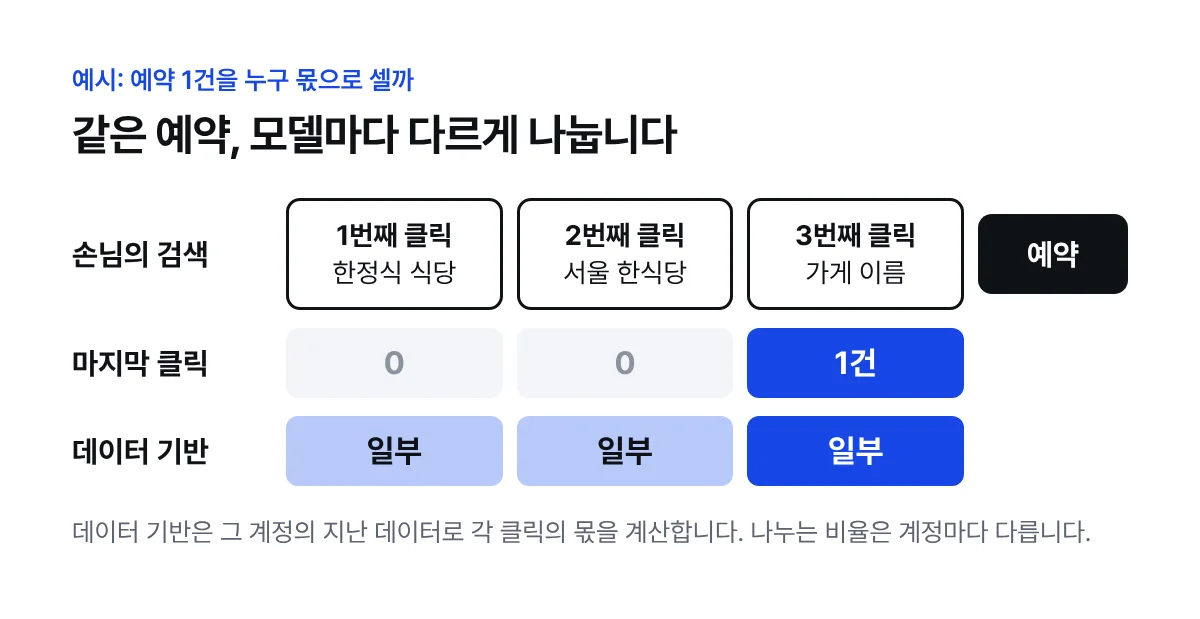 예시: 예약 1건을 누구 몫으로 셀까
같은 예약, 모델마다 다르게 나눕니다
손님의 검색
1번째 클릭
한정식 식당
2번째 클릭
서울 한식당
3번째 클릭
가게 이름
예약
마지막 클릭
0
0
1건
데이터 기반
일부
일부
일부
데이터 기반은 그 계정의 지난 데이터로 각 클릭의 몫을 계산합니다. 나누는 비율은 계정마다 다릅니다.